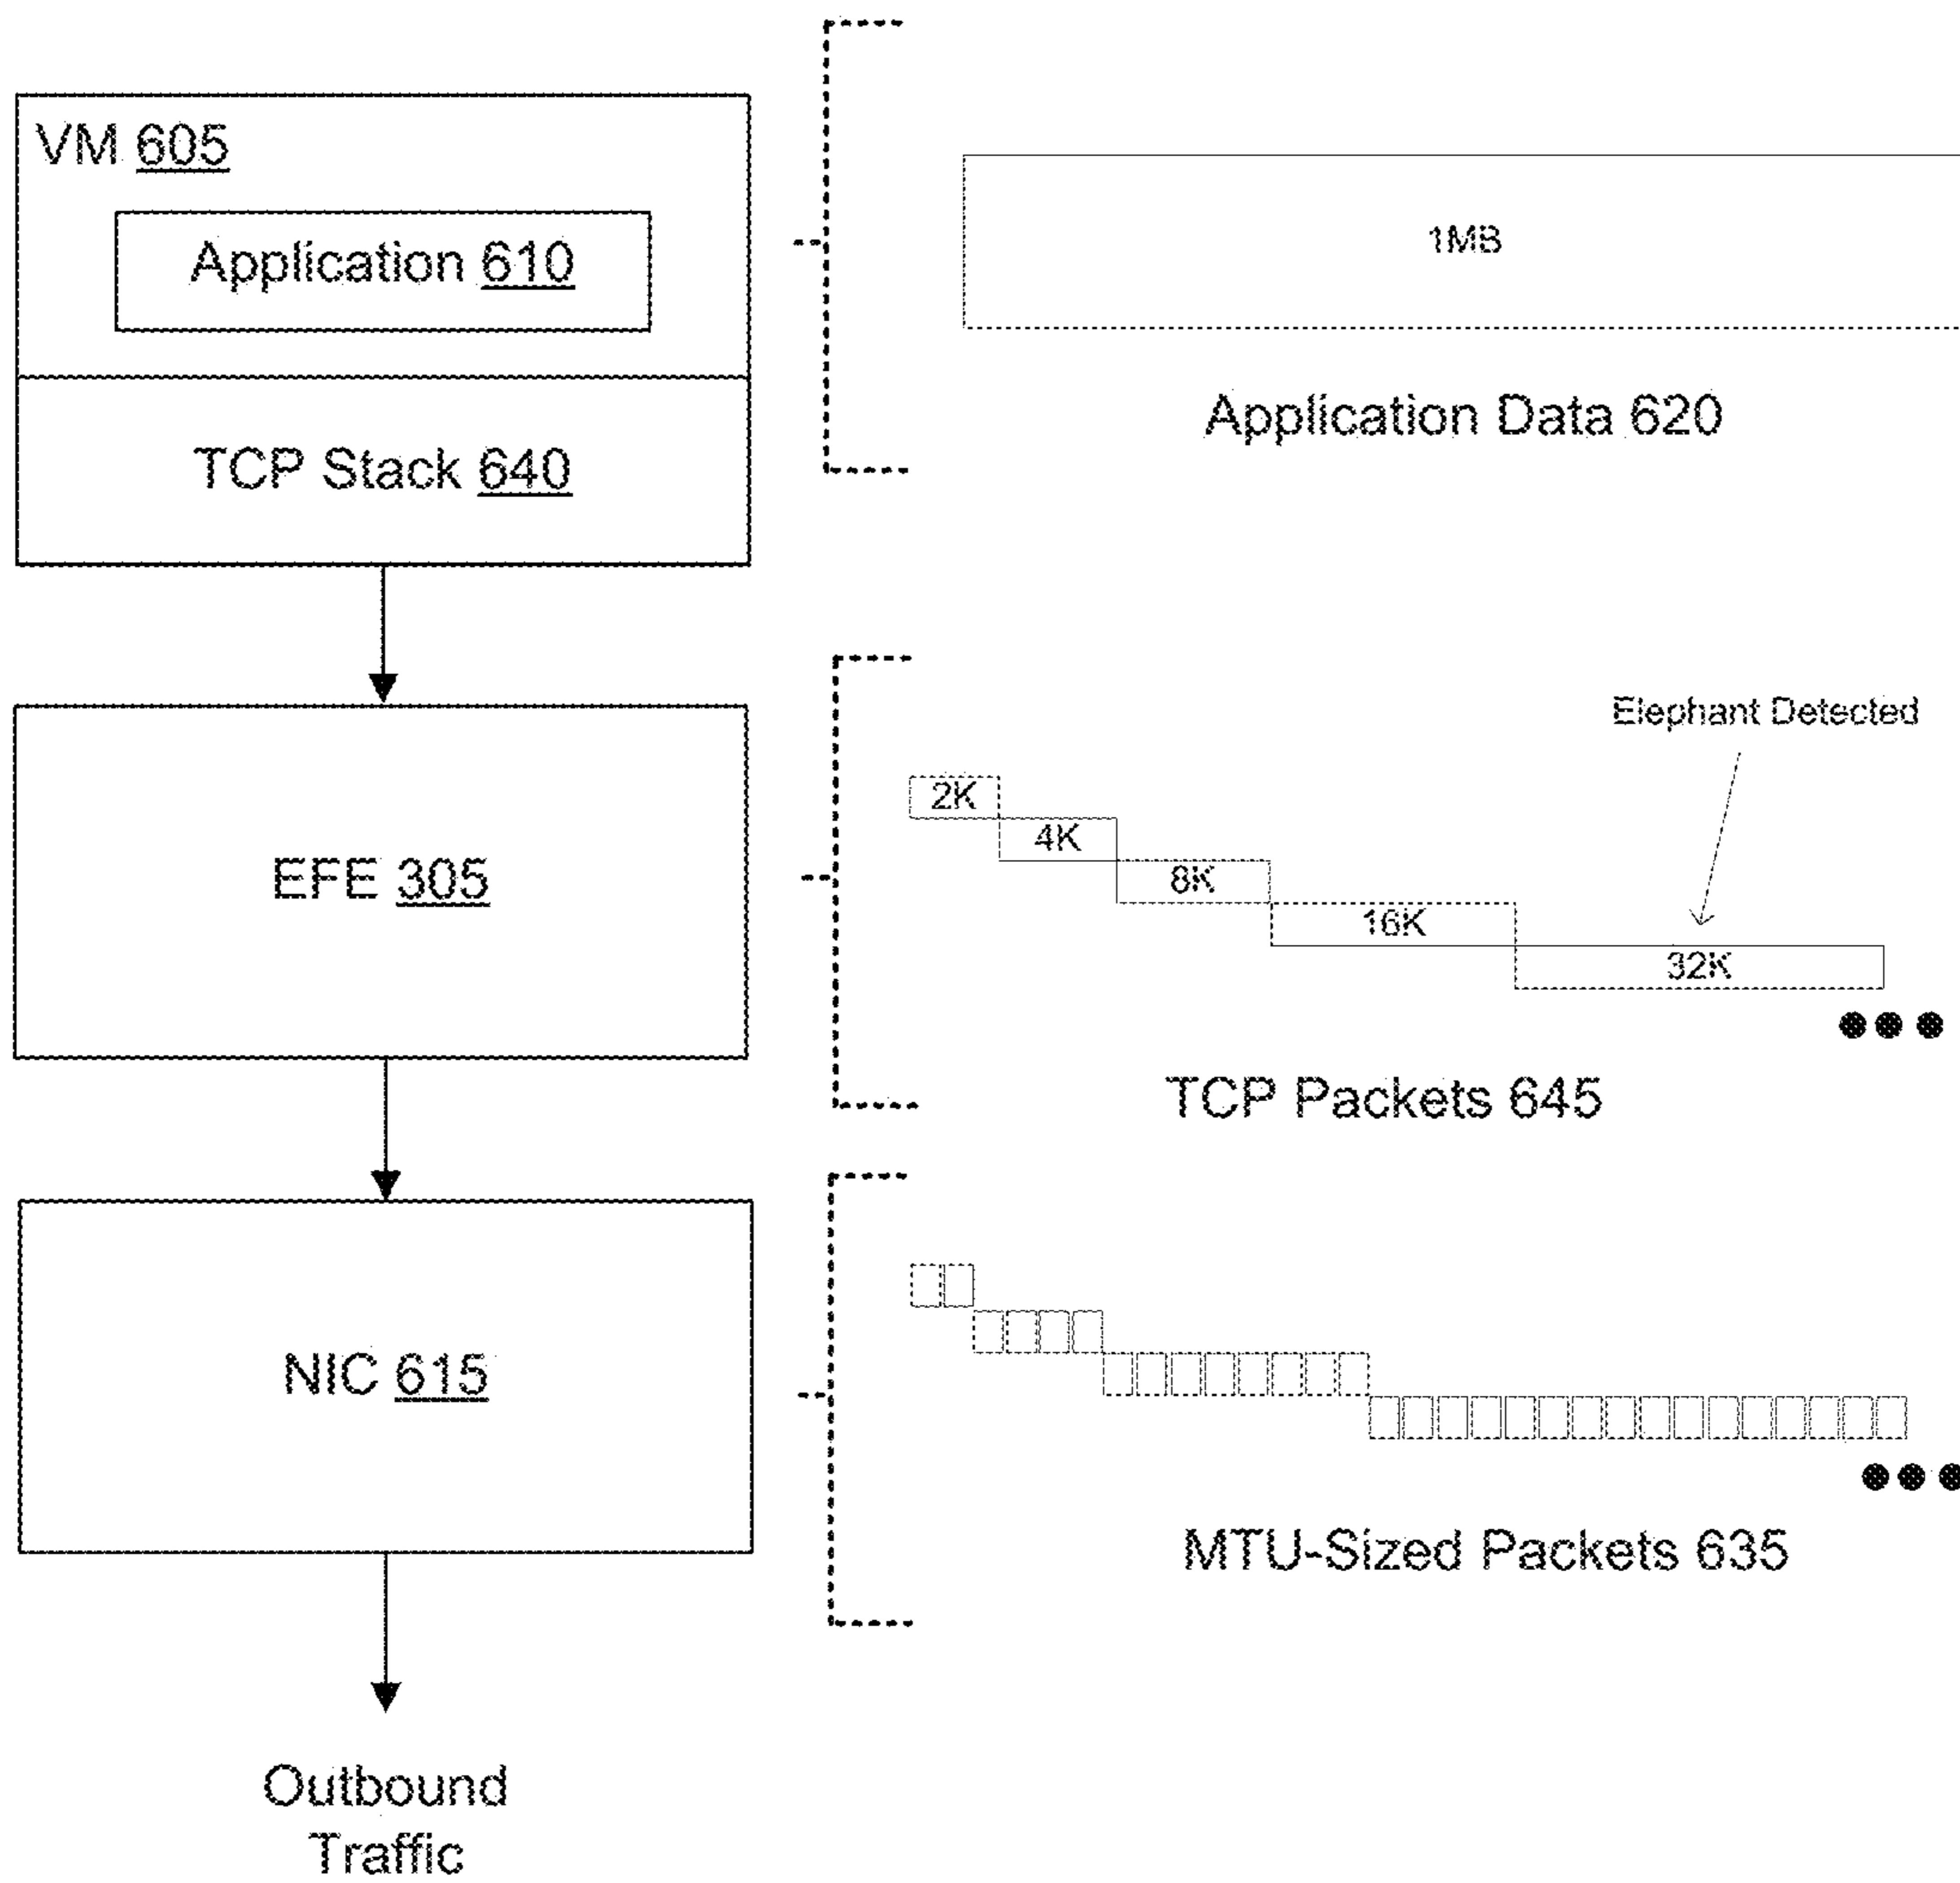 VM 605
Application 610
TCP Stack 640
1MB
Application Data 620
EFE 305
Elephant Detected
2K
4K
8K
16K
32K
TCP Packets 645
NIC 615
MTU-Sized Packets 635
Outbound
Traffic